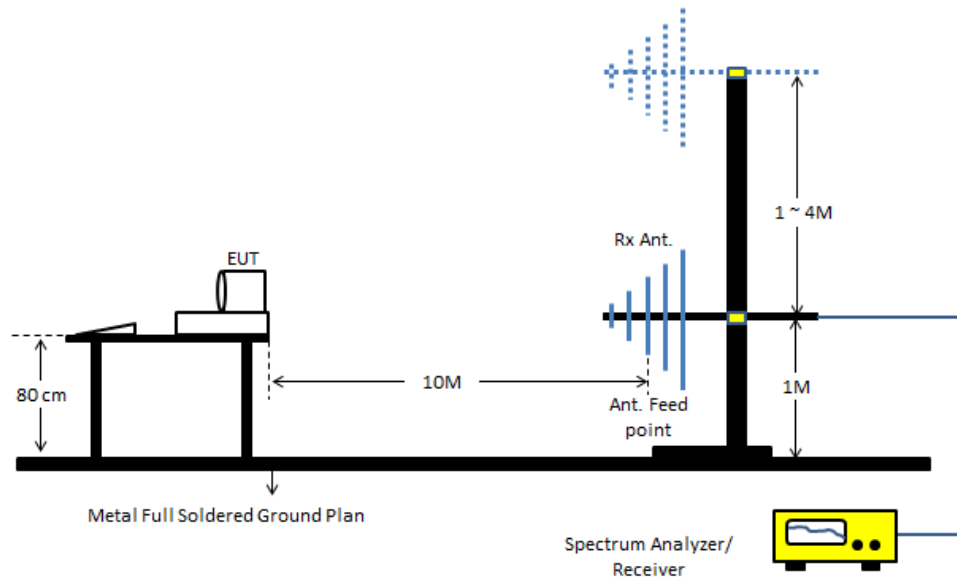 1 ~ 4M
Rx Ant.
EUT
80 cm
10M
1M
Ant. Feed
point
Metal Full Soldered Ground Plan
Spectrum Analyzer/
Receiver